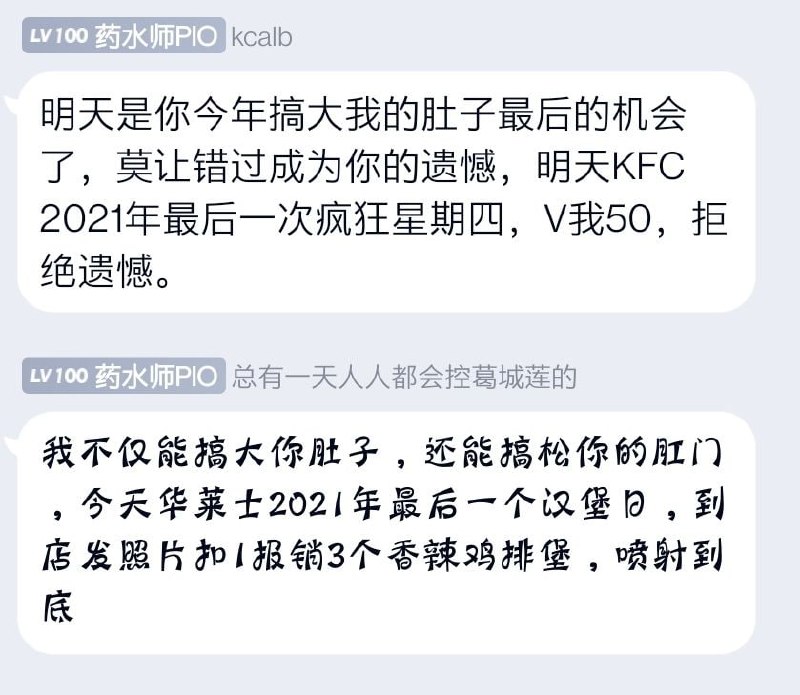 LV100 药水师PIO kcalb
明天是你今年搞大我的肚子最后的机会
了，莫让错过成为你的遗憾，明天KFC
2021年最后一次疯狂星期四，V我50，拒
绝遗憾。
LV100 药水师PIO 总有一天人人都会控葛城莲的
我不仅能搞大你肚子，还能搞松你的肛门
，今天华莱士2021年最后一个汉堡日，到
店发照片扣1报销3个香辣鸡排堡，喷射到
底